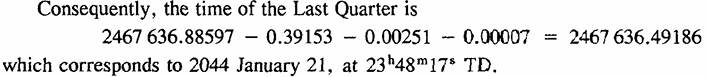 Consequently, the time of the Last Quarter is
2467 636.88597 − 0.39153 − 0.00251 − 0.00007 = 2467 636.49186
which corresponds to 2044 January 21, at 23ʰ48ᵐ17ˢ TD.